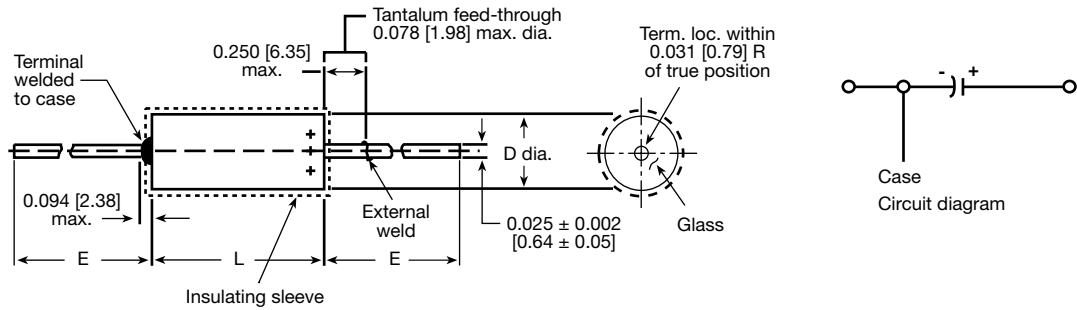 Tantalum feed-through
0.078 [1.98] max. dia.
0.250 [6.35]
max.
Terminal
welded
to case
Term. loc. within
0.031 [0.79] R
of true position
- +
+
+
+
D dia.
0.094 [2.38]
max.
External
weld
0.025 ± 0.002
[0.64 ± 0.05]
Glass
Case
Circuit diagram
E
L
E
Insulating sleeve